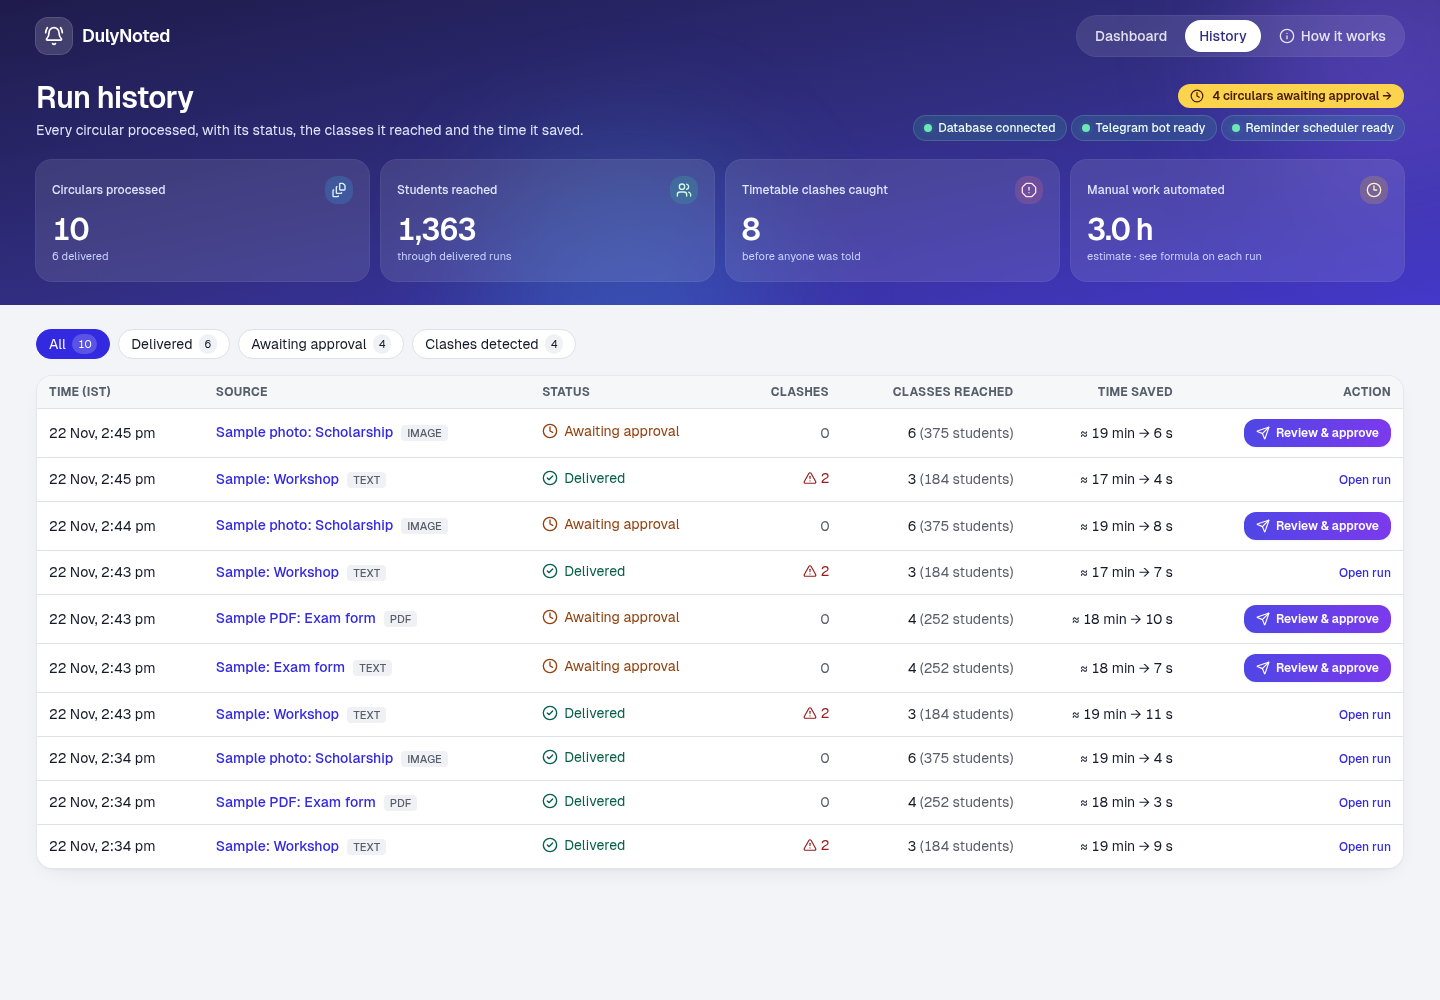 DulyNoted
Dashboard
History
How it works
Run history
4 circulars awaiting approval →
Every circular processed, with its status, the classes it reached and the time it saved.
Database connected
Telegram bot ready
Reminder scheduler ready
Circulars processed
10
6 delivered
Students reached
1,363
through delivered runs
Timetable clashes caught
8
before anyone was told
Manual work automated
3.0 h
estimate · see formula on each run
All 10
Delivered 6
Awaiting approval 4
Clashes detected 4
TIME (IST) SOURCE STATUS CLASHES CLASSES REACHED TIME SAVED ACTION
22 Nov, 2:45 pm Sample photo: Scholarship IMAGE Awaiting approval 0 6 (375 students) ≈ 19 min → 6 s Review & approve
22 Nov, 2:45 pm Sample: Workshop TEXT Delivered 2 3 (184 students) ≈ 17 min → 4 s Open run
22 Nov, 2:44 pm Sample photo: Scholarship IMAGE Awaiting approval 0 6 (375 students) ≈ 19 min → 8 s Review & approve
22 Nov, 2:43 pm Sample: Workshop TEXT Delivered 2 3 (184 students) ≈ 17 min → 7 s Open run
22 Nov, 2:43 pm Sample PDF: Exam form PDF Awaiting approval 0 4 (252 students) ≈ 18 min → 10 s Review & approve
22 Nov, 2:43 pm Sample: Exam form TEXT Awaiting approval 0 4 (252 students) ≈ 18 min → 7 s Review & approve
22 Nov, 2:43 pm Sample: Workshop TEXT Delivered 2 3 (184 students) ≈ 19 min → 11 s Open run
22 Nov, 2:34 pm Sample photo: Scholarship IMAGE Delivered 0 6 (375 students) ≈ 19 min → 4 s Open run
22 Nov, 2:34 pm Sample PDF: Exam form PDF Delivered 0 4 (252 students) ≈ 18 min → 3 s Open run
22 Nov, 2:34 pm Sample: Workshop TEXT Delivered 2 3 (184 students) ≈ 19 min → 9 s Open run